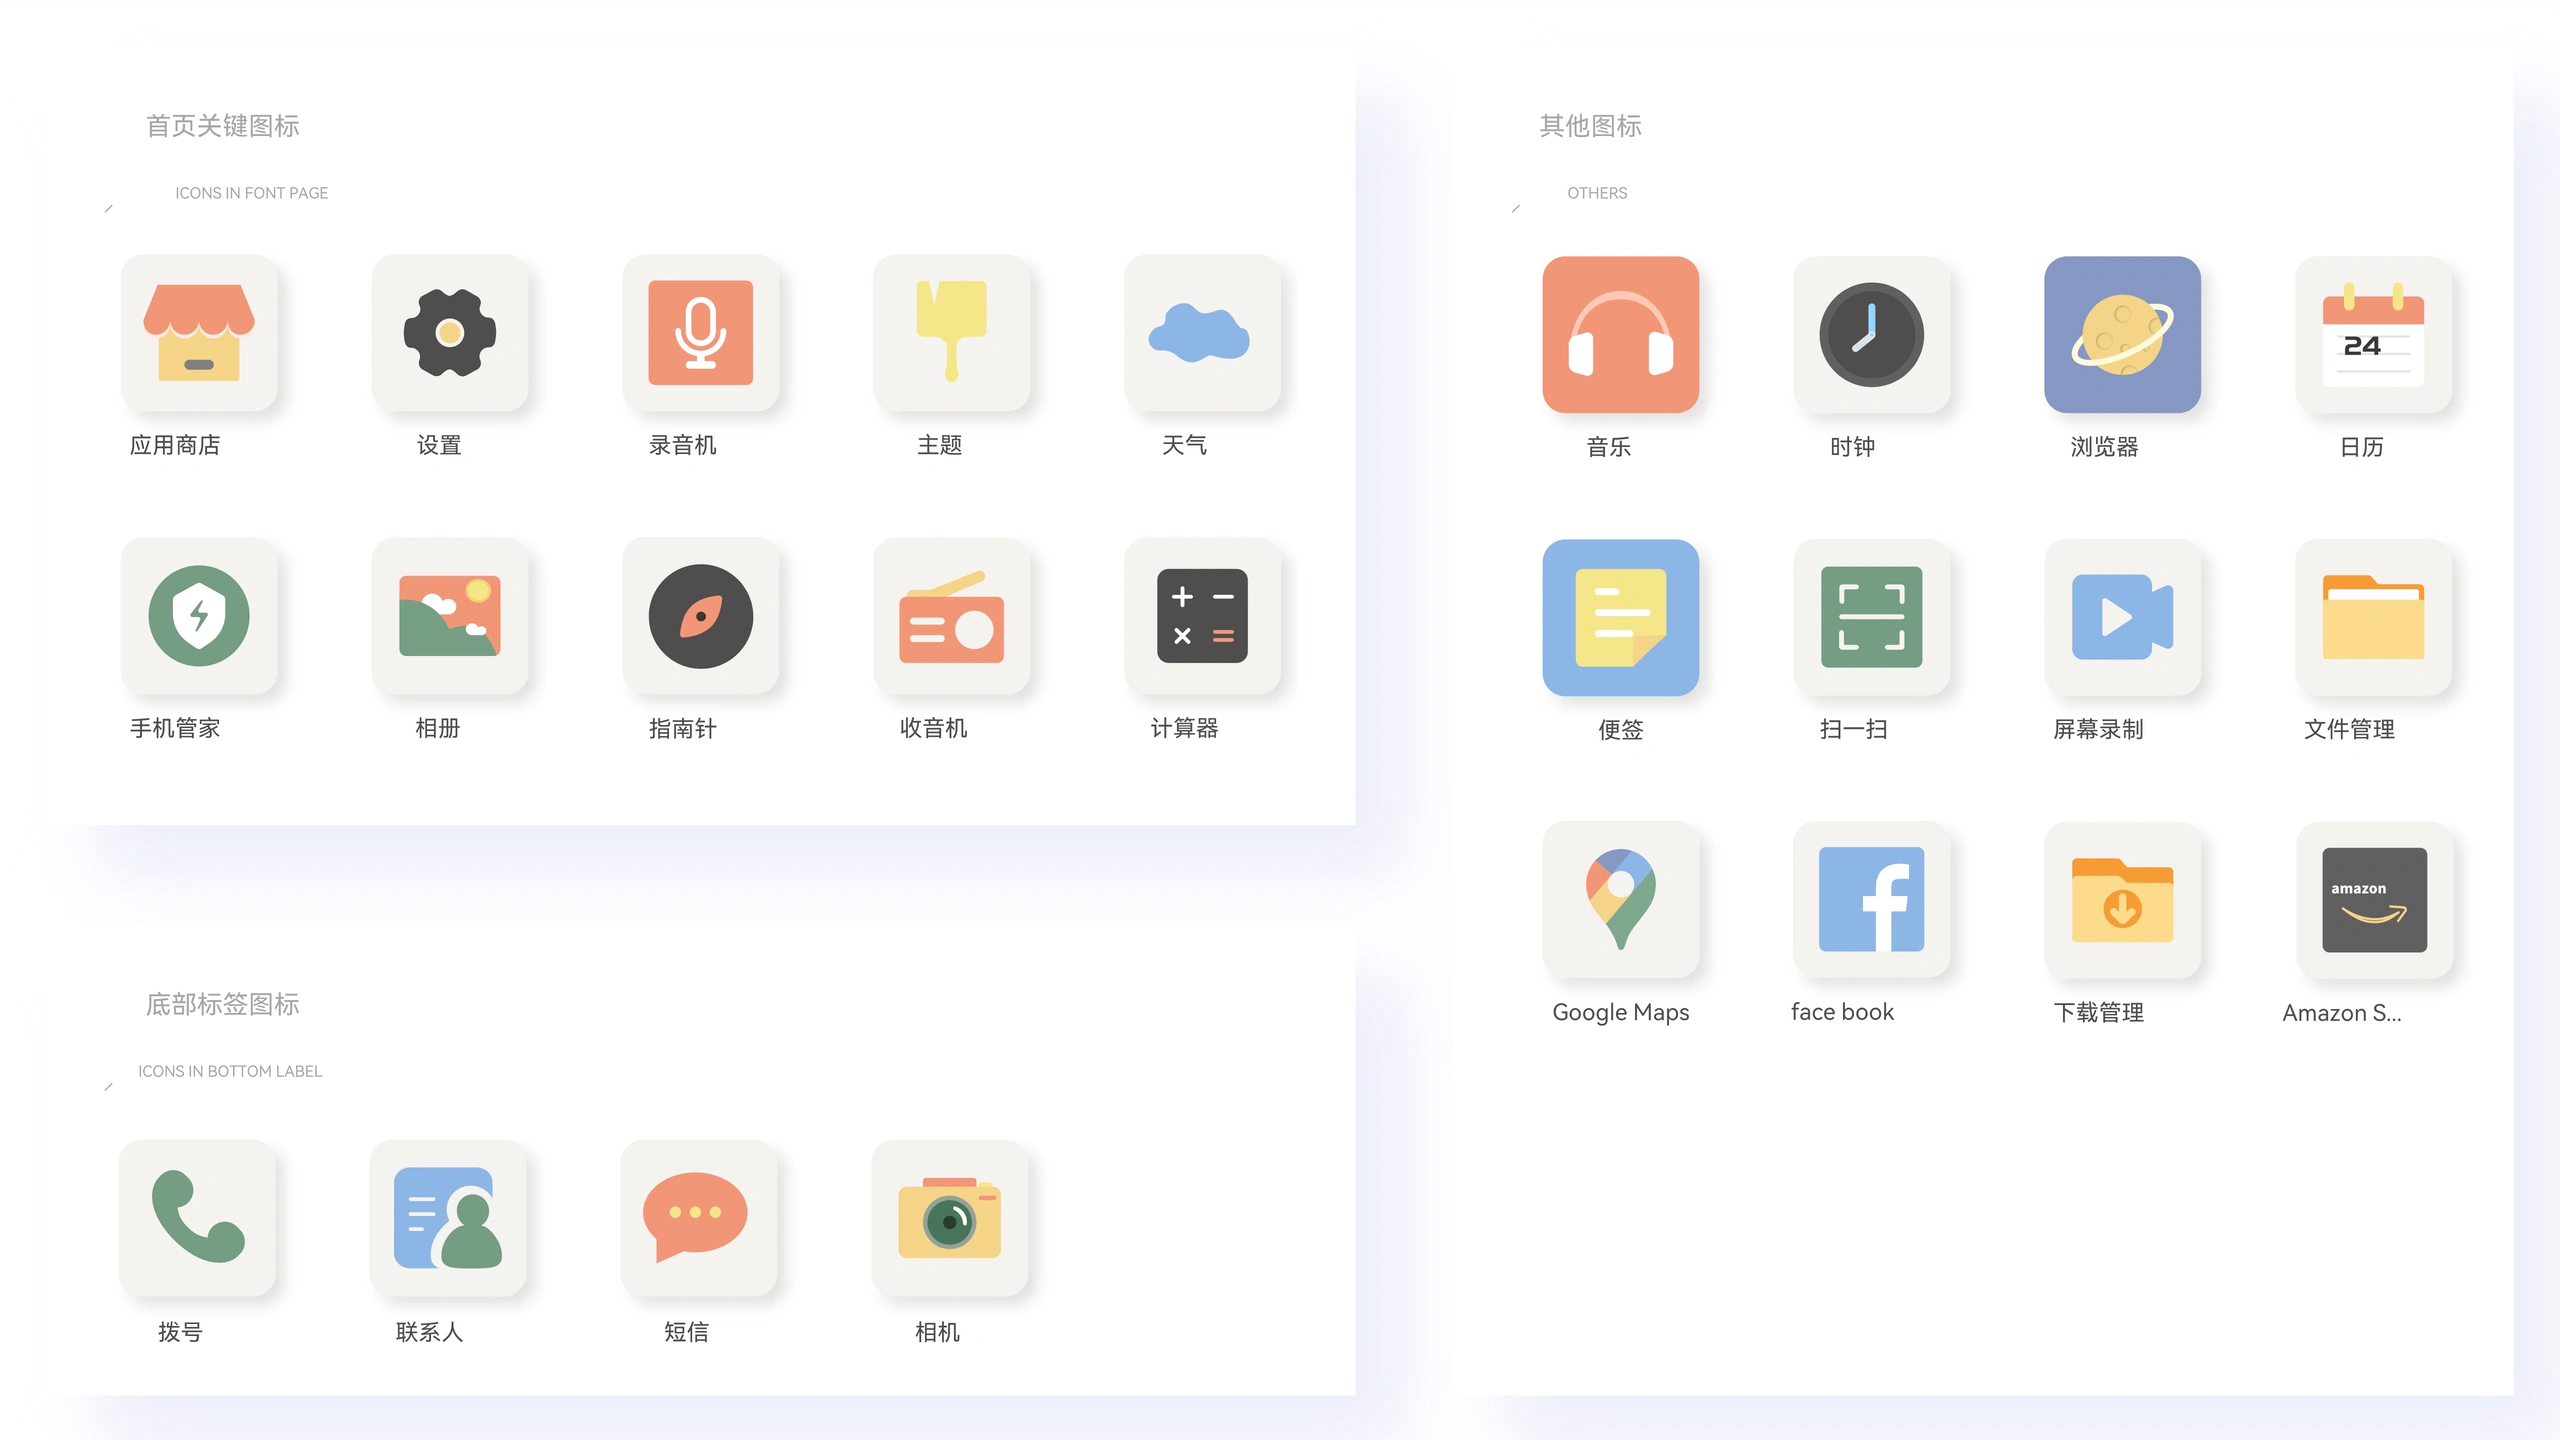 首页关键图标
ICONS IN FONT PAGE
应用商店
设置
录音机
主题
天气
手机管家
相册
指南针
收音机
计算器
底部标签图标
ICONS IN BOTTOM LABEL
拨号
联系人
短信
相机
其他图标
OTHERS
24
音乐
时钟
浏览器
日历
便签
扫一扫
屏幕录制
文件管理
amazon
Google Maps
face book
下载管理
Amazon S...